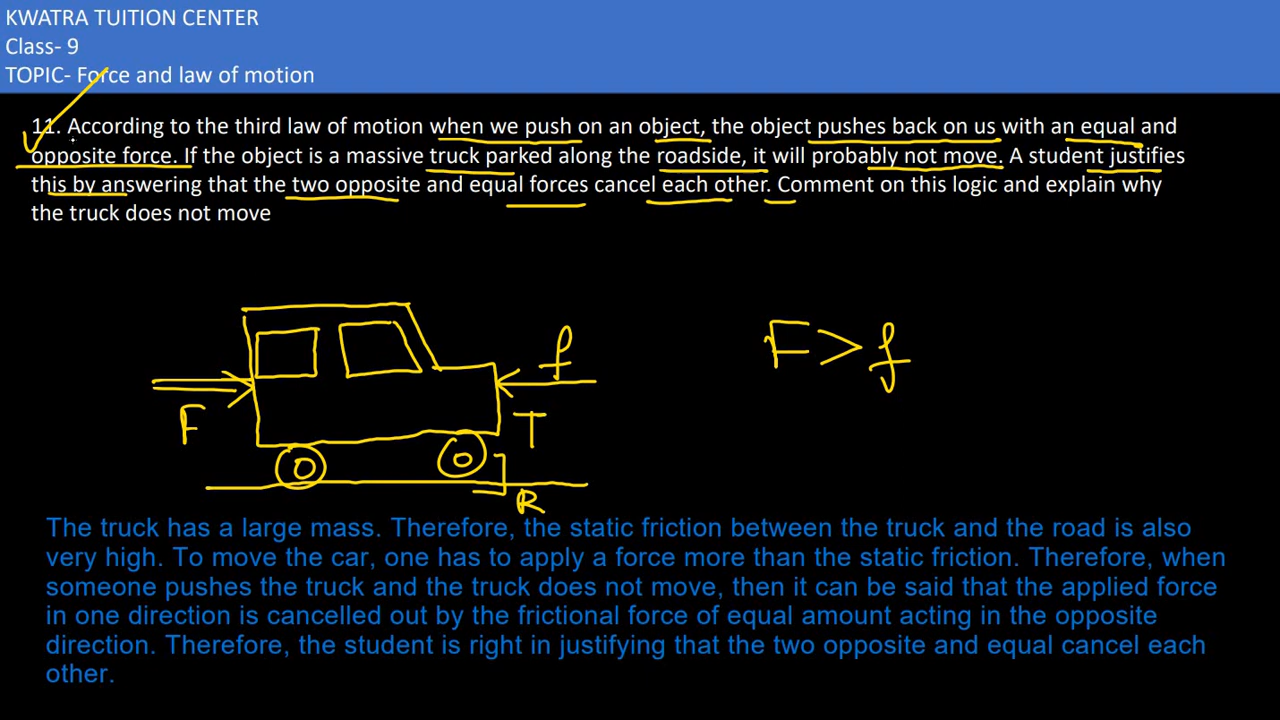 KWATRA TUITION CENTER
Class- 9
TOPIC- Force and law of motion
11. According to the third law of motion when we push on an object, the object pushes back on us with an equal and
opposite force. If the object is a massive truck parked along the roadside, it will probably not move. A student justifies
this by answering that the two opposite and equal forces cancel each other. Comment on this logic and explain why
the truck does not move
f
F > f
F
T
R
The truck has a large mass. Therefore, the static friction between the truck and the road is also
very high. To move the car, one has to apply a force more than the static friction. Therefore, when
someone pushes the truck and the truck does not move, then it can be said that the applied force
in one direction is cancelled out by the frictional force of equal amount acting in the opposite
direction. Therefore, the student is right in justifying that the two opposite and equal cancel each
other.